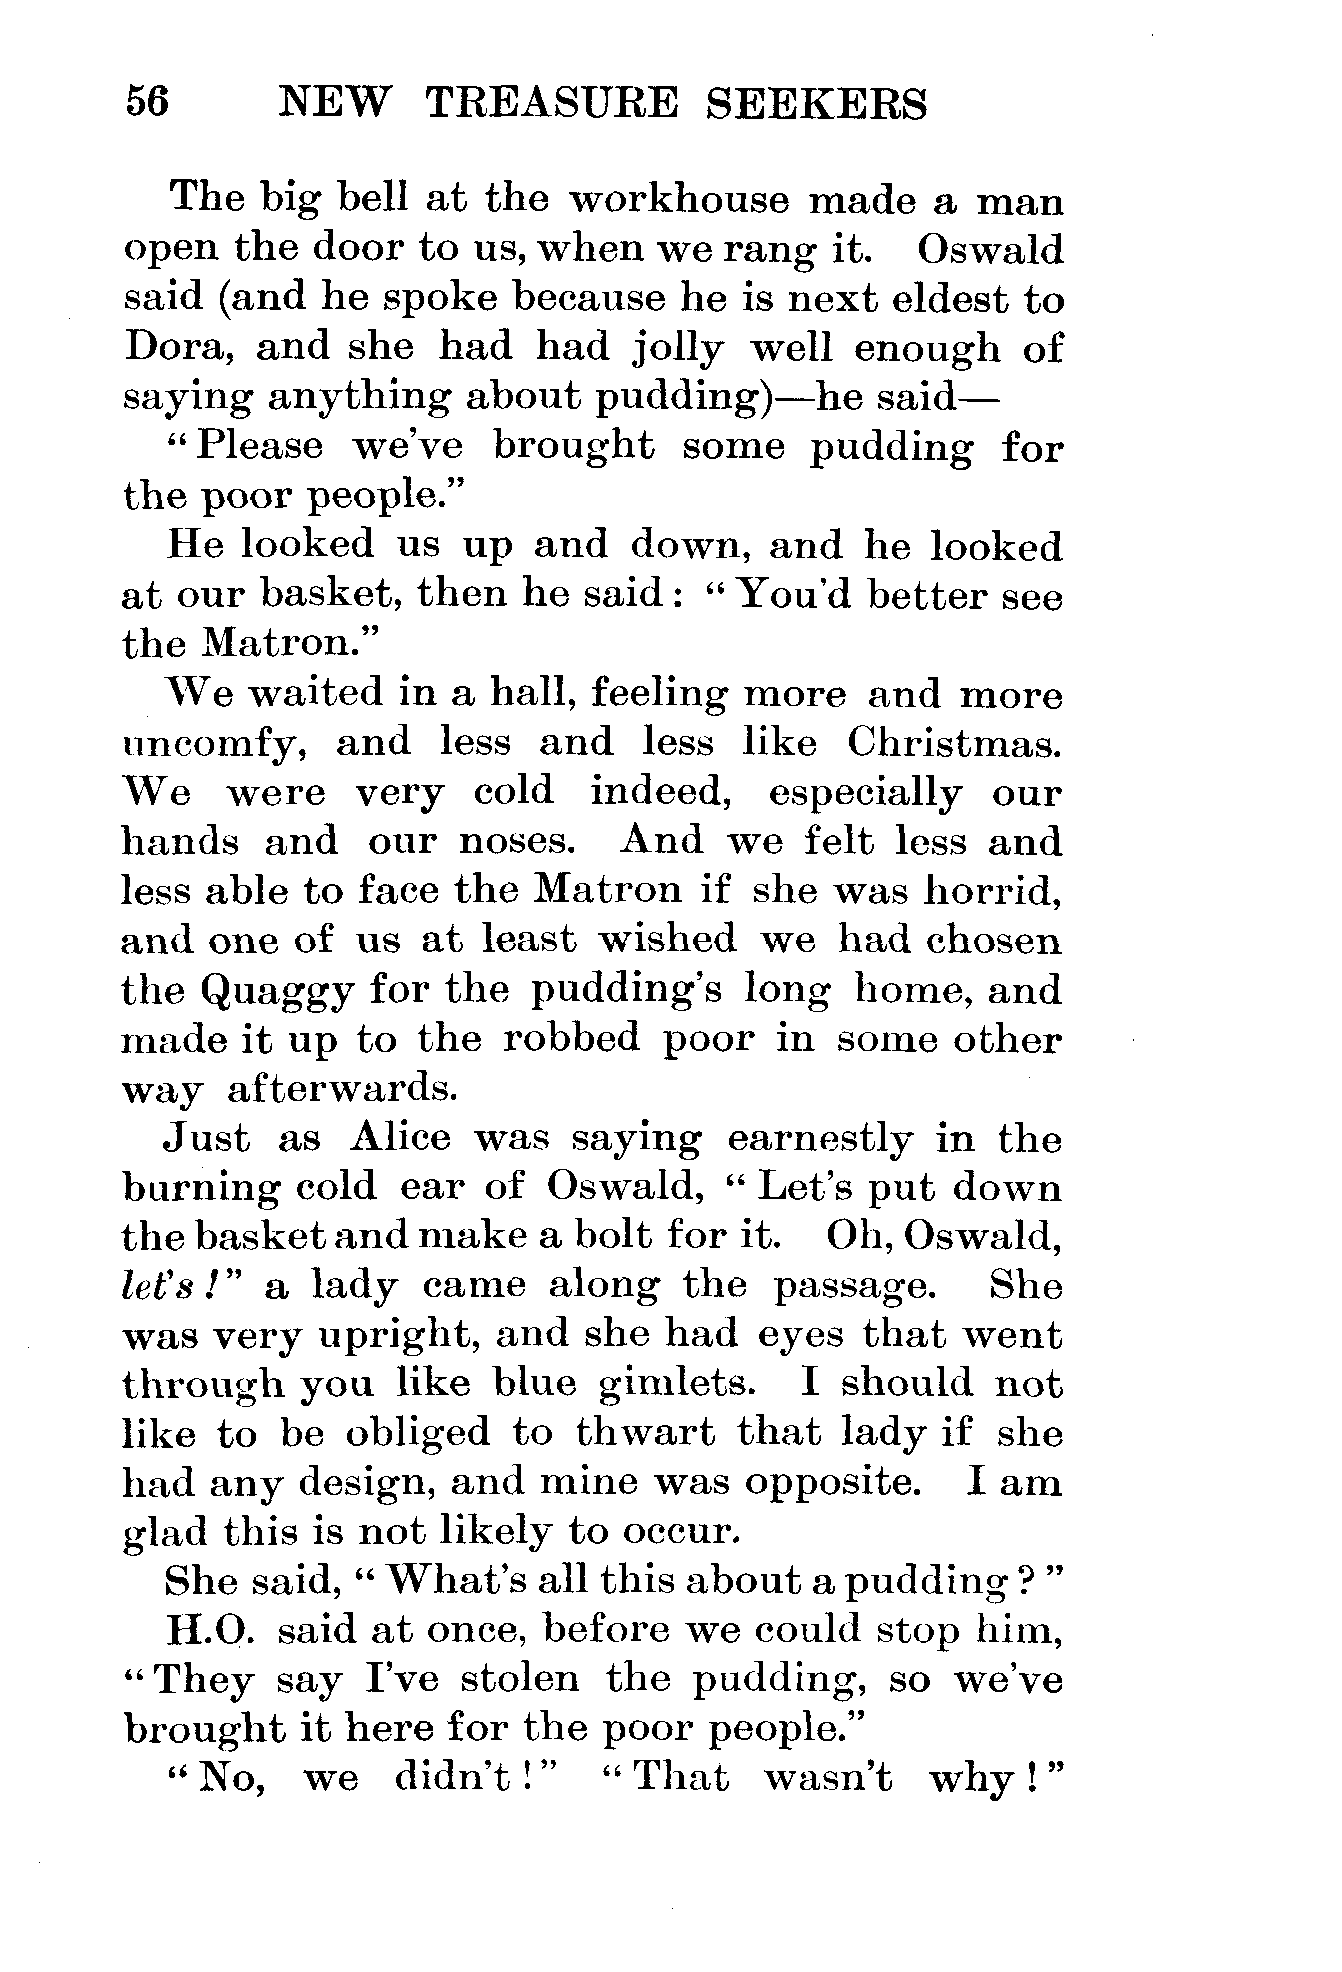 56 NEW TREASURE SEEKERS
The big bell at the workhouse made a man
open the door to us, when we rang it. Oswald
said (and he spoke because he is next eldest to
Dora, and she had had jolly well enough of
saying anything about pudding)—he said—
“Please we've brought some pudding for
the poor people.”
He looked us up and down, and he looked
at our basket, then he said: “You'd better see
the Matron.”
We waited in a hall, feeling more and more
uncomfy, and less and less like Christmas.
We were very cold indeed, especially our
hands and our noses. And we felt less and
less able to face the Matron if she was horrid,
and one of us at least wished we had chosen
the Quaggy for the pudding's long home, and
made it up to the robbed poor in some other
way afterwards.
Just as Alice was saying earnestly in the
burning cold ear of Oswald, “Let's put down
the basket and make a bolt for it. Oh, Oswald,
let's!” a lady came along the passage. She
was very upright, and she had eyes that went
through you like blue gimlets. I should not
like to be obliged to thwart that lady if she
had any design, and mine was opposite. I am
glad this is not likely to occur.
She said, “What's all this about a pudding?”
H.O. said at once, before we could stop him,
“They say I've stolen the pudding, so we've
brought it here for the poor people.”
“No, we didn't!” “That wasn't why!”